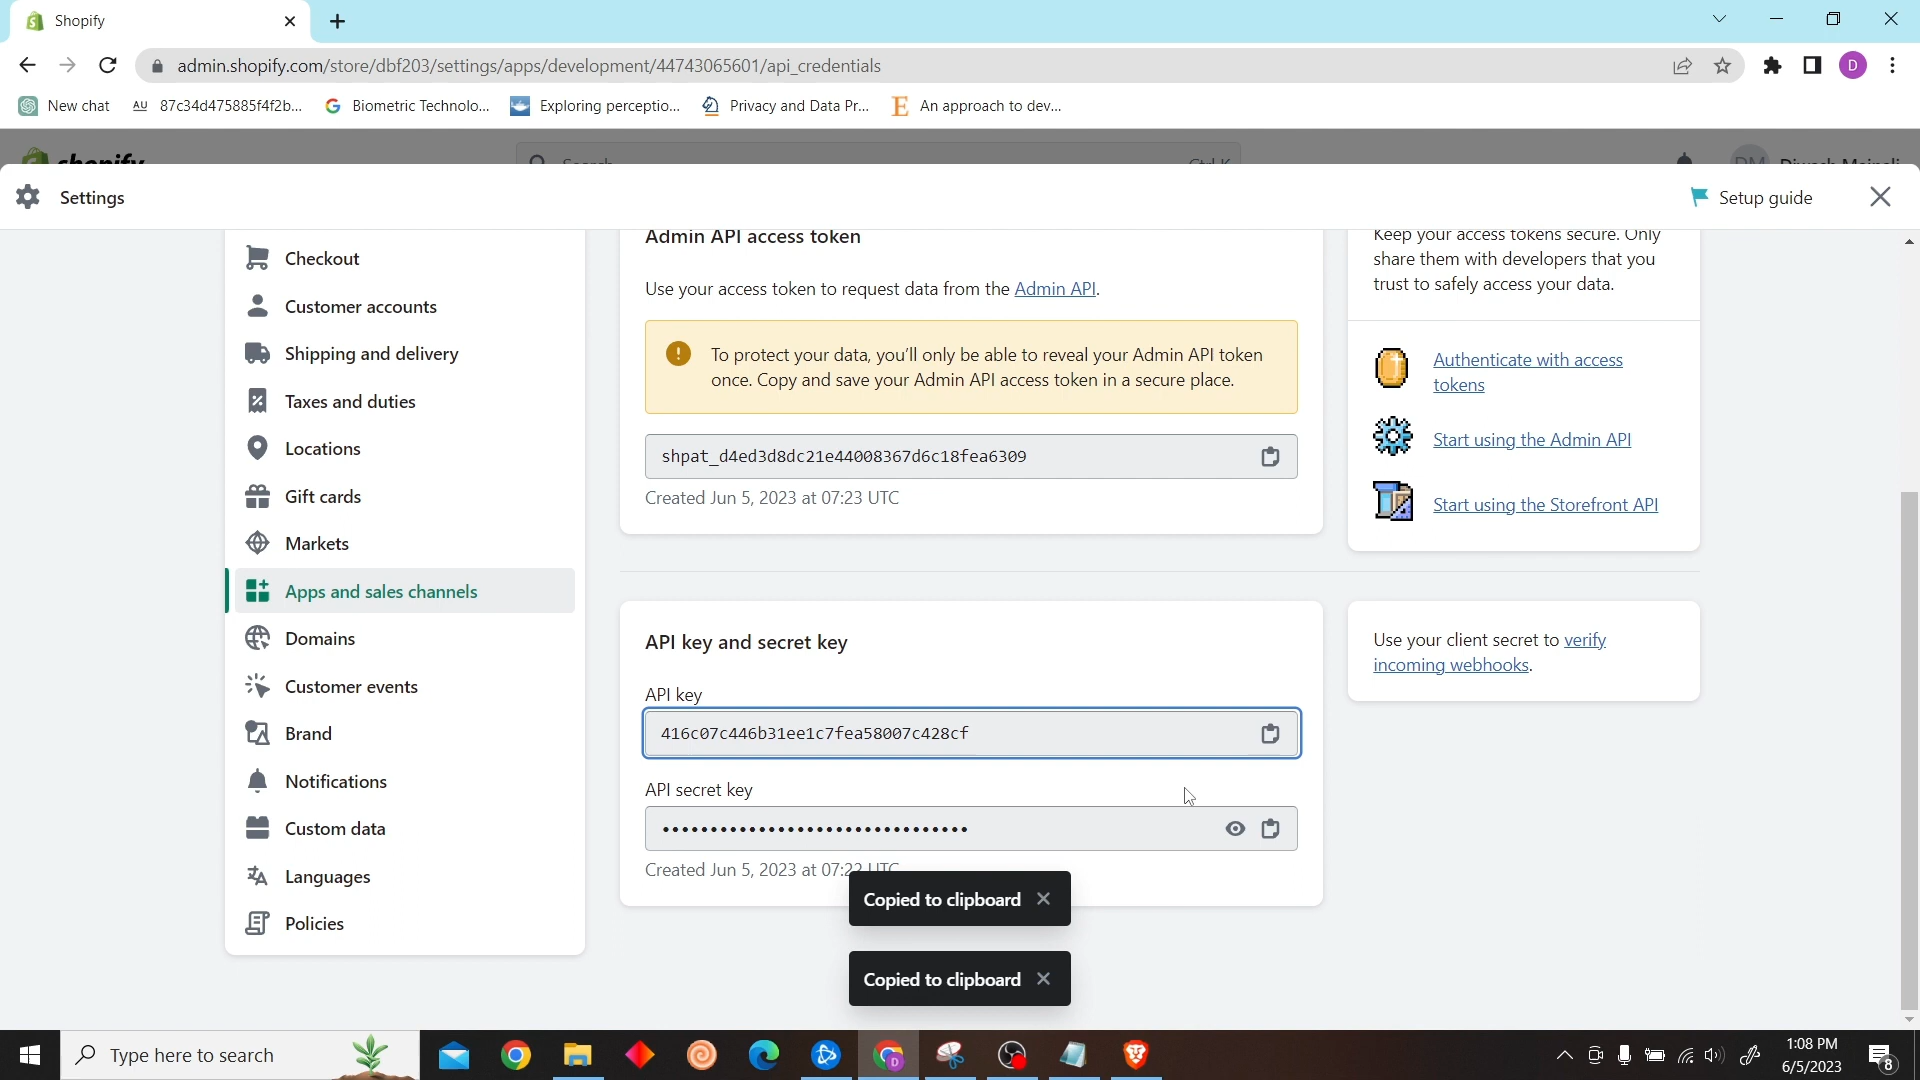 Shopify
admin.shopify.com/store/dbf203/settings/apps/development/44743065601/api_credentials
D
New chat
AU 87c34d475885f4f2b...
Biometric Technolo...
Exploring perceptio...
Privacy and Data Pr...
E An approach to dev...
shopify
Search
Ctrl K
DM
Settings
Setup guide
Checkout
Customer accounts
Shipping and delivery
Taxes and duties
Locations
Gift cards
Markets
Apps and sales channels
Domains
Customer events
Brand
Notifications
Custom data
Languages
Policies
Admin API access token
Use your access token to request data from the Admin API.
To protect your data, you'll only be able to reveal your Admin API token
once. Copy and save your Admin API access token in a secure place.
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
Created Jun 5, 2023 at 07:23 UTC
Keep your access tokens secure. Only
share them with developers that you
trust to safely access your data.
Authenticate with access
tokens
Start using the Admin API
Start using the Storefront API
API key and secret key
API key
416c07c446b31ee1c7fea58007c428cf
API secret key
••••••••••••••••••••••••••••••••
Created Jun 5, 2023 at 07:22 UTC
Use your client secret to verify
incoming webhooks.
Copied to clipboard
Copied to clipboard
Type here to search
1:08 PM
6/5/2023
8